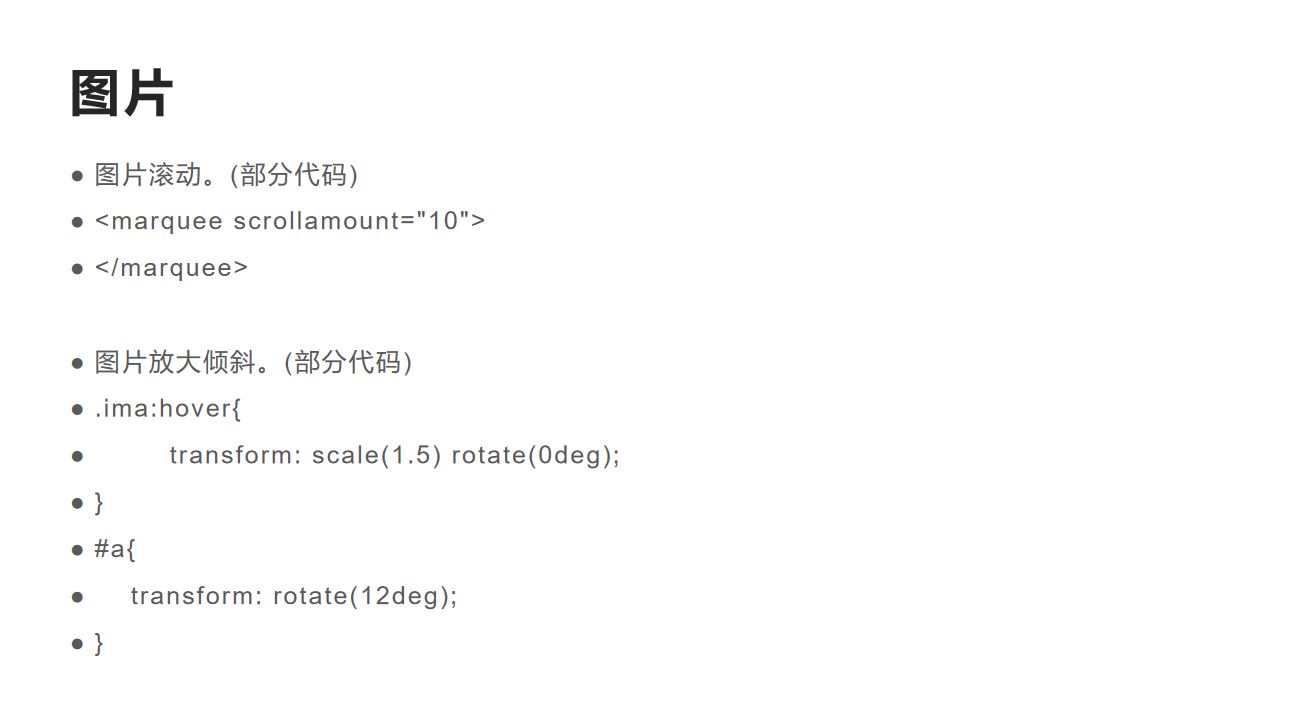 图片
● 图片滚动。(部分代码)
● <marquee scrollamount="10">
● </marquee>
● 图片放大倾斜。(部分代码)
● .ima:hover{
● transform: scale(1.5) rotate(0deg);
● }
● #a{
● transform: rotate(12deg);
● }